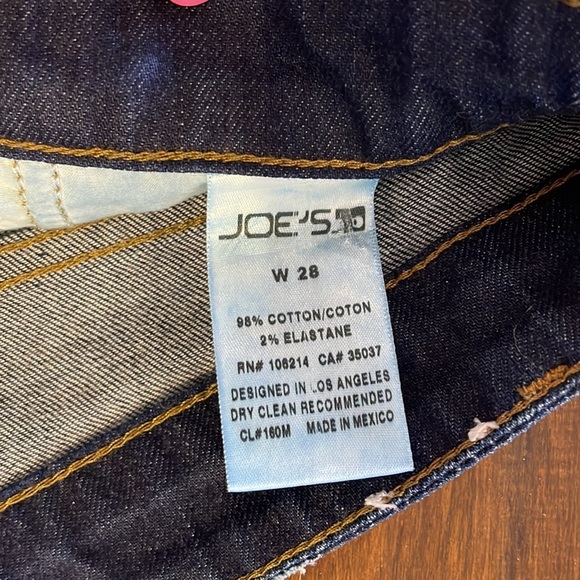 JOE'S
W 28
98% COTTON/COTON
2% ELASTANE
RN# 106214 CA# 35037
DESIGNED IN LOS ANGELES
DRY CLEAN RECOMMENDED
CL#160M MADE IN MEXICO